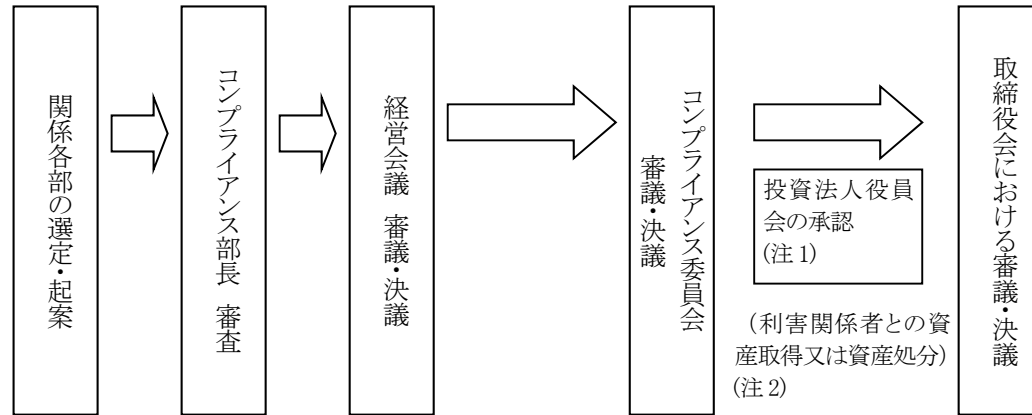 関係各部の選定・起案
コンプライアンス部長 審査
経営会議 審議・決議
コンプライアンス委員会
審議・決議
投資法人役員
会の承認
(注 1)
(利害関係者との資
産取得又は資産処分)
(注 2)
取締役会における審議・決議